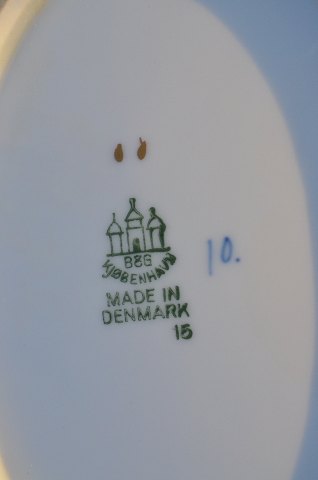 B&G
KJØBENHAVN
10.
MADE IN
DENMARK
15